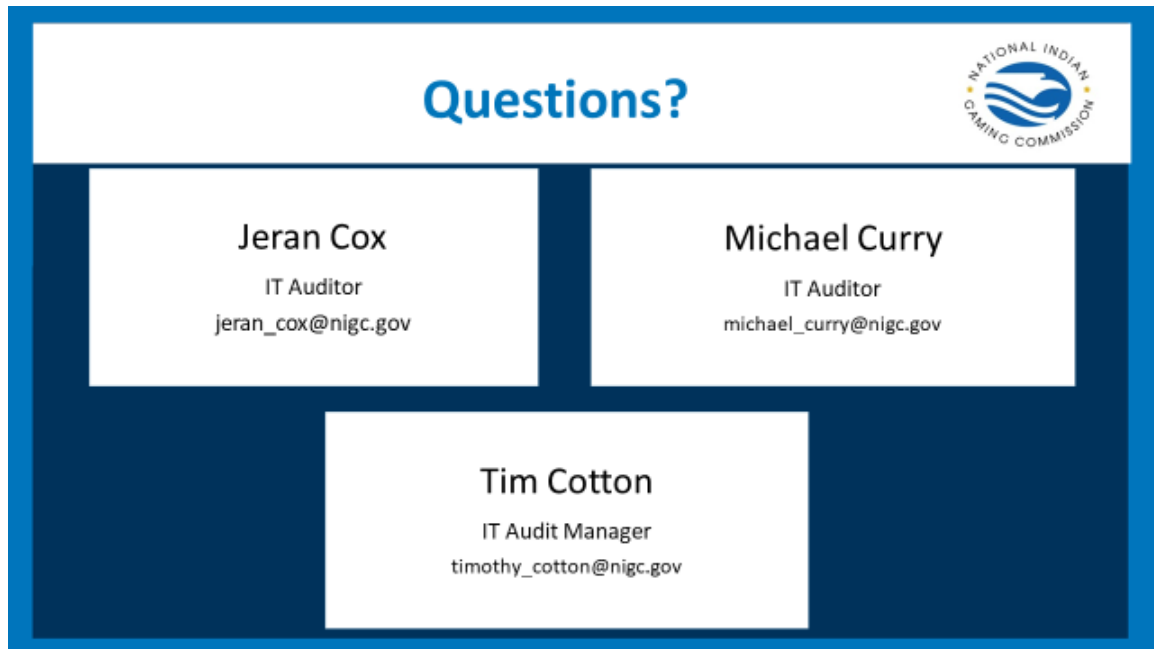 Questions?
NATIONAL INDIAN
GAMING COMMISSION
Jeran Cox
IT Auditor
jeran_cox@nigc.gov
Michael Curry
IT Auditor
michael_curry@nigc.gov
Tim Cotton
IT Audit Manager
timothy_cotton@nigc.gov